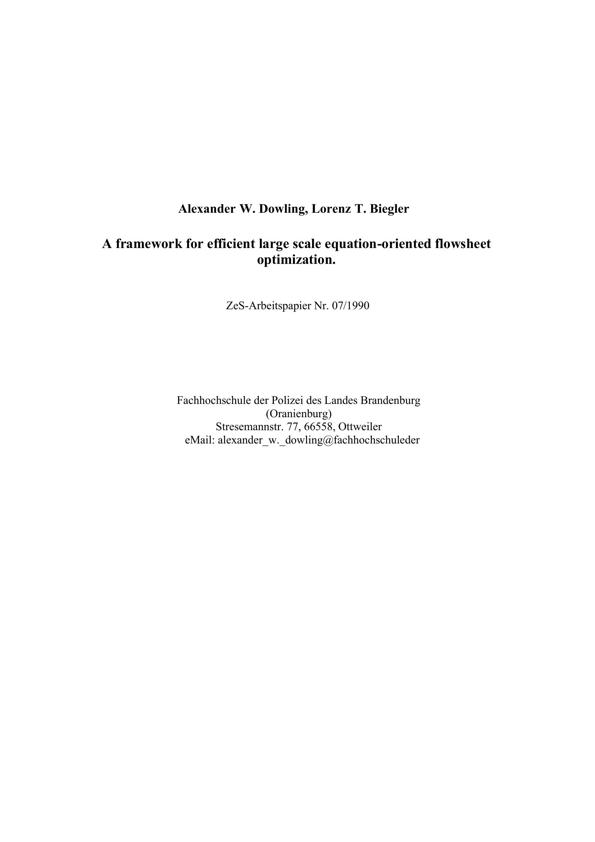 Alexander W. Dowling, Lorenz T. Biegler
A framework for efficient large scale equation-oriented flowsheet
optimization.
ZeS-Arbeitspapier Nr. 07/1990
Fachhochschule der Polizei des Landes Brandenburg
(Oranienburg)
Stresemannstr. 77, 66558, Ottweiler
eMail: alexander_w._dowling@fachhochschuleder